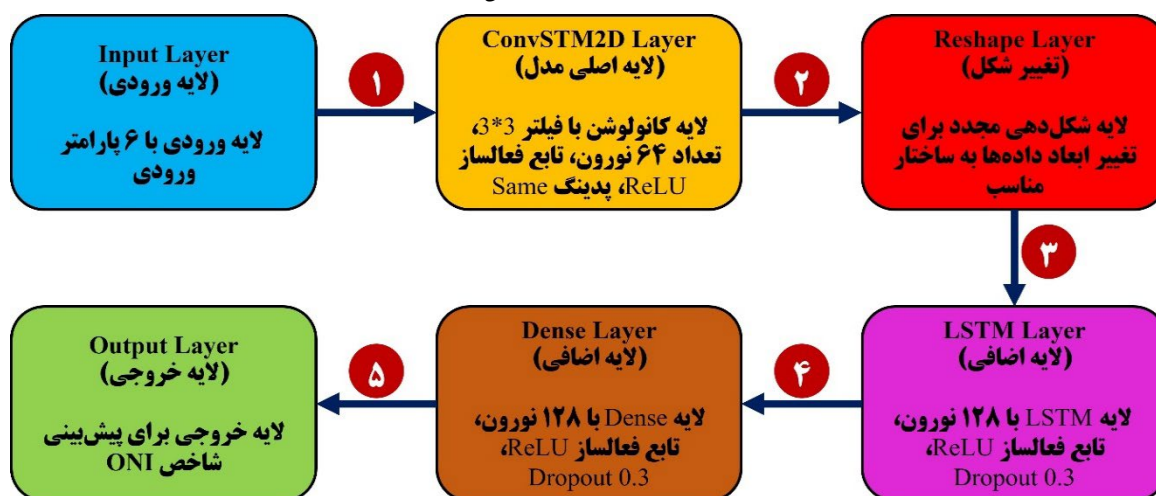 Input Layer
(لایه ورودی)
لایه ورودی با ۶ پارامتر
ورودی
۱
ConvSTM2D Layer
(لایه اصلی مدل)
لایه کانولوشن با فیلتر 3*3،
تعداد ۶۴ نورون، تابع فعالساز
ReLU، پدینگ Same
۲
Reshape Layer
(تغییر شکل)
لایه شکل‌دهی مجدد برای
تغییر ابعاد داده‌ها به ساختار
مناسب
۳
LSTM Layer
(لایه اضافی)
لایه LSTM با ۱۲۸ نورون،
تابع فعالساز ReLU،
Dropout 0.3
۴
Dense Layer
(لایه اضافی)
لایه Dense با ۱۲۸ نورون،
تابع فعالساز ReLU،
Dropout 0.3
۵
Output Layer
(لایه خروجی)
لایه خروجی برای پیش‌بینی
شاخص ONI